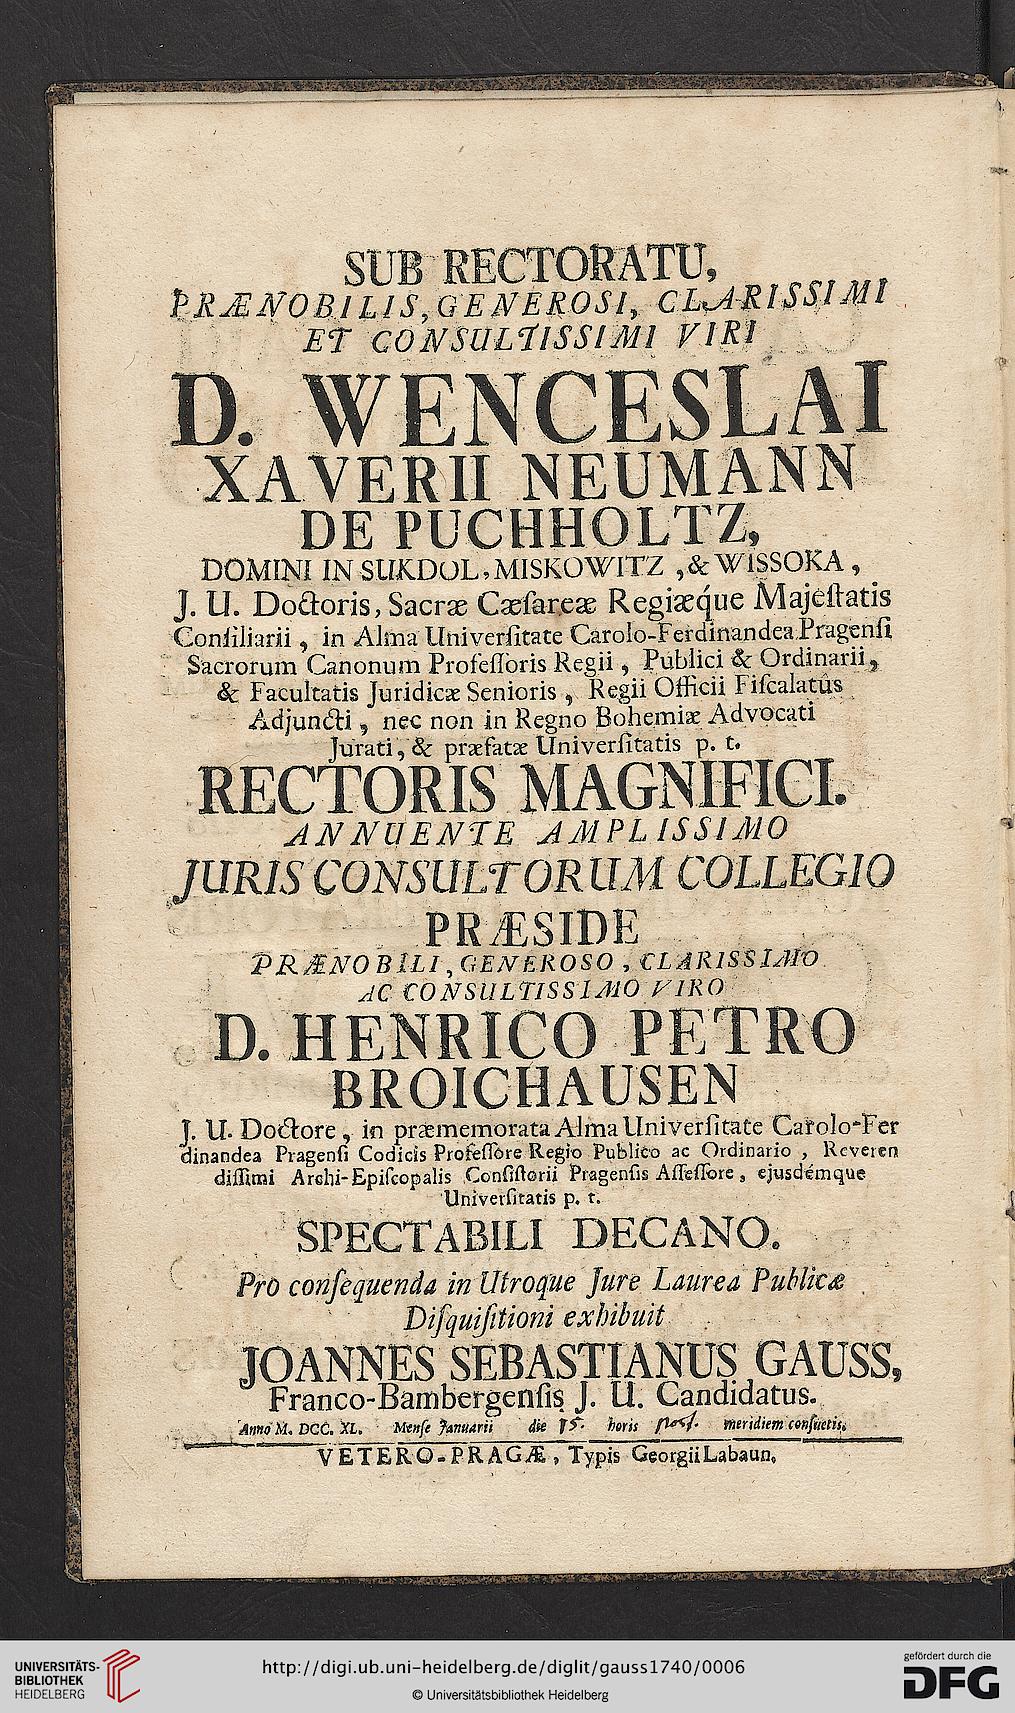 SUB RECTORATU,
PRÆNOBILIS, GENEROSI, CLARISSIMI
ET CONSULTISSIMI VIRI
D. WENCESLAI
XAVERII NEUMANN
DE PUCHHOLTZ,
DOMINI IN SUKDOL, MISKOWITZ, & WISSOKA,
J. U. Doctoris, Sacræ Cæſareæ Regiæq́ue Majeſtatis
Conſiliarii, in Alma Univerſitate Carolo-Ferdinandea Pragenſi
Sacrorum Canonum Profeſſoris Regii, Publici & Ordinarii,
& Facultatis Juridicæ Senioris, Regii Officii Fiſcalatûs
Adjuncti, nec non in Regno Bohemiæ Advocati
Jurati, & præfatæ Univerſitatis p. t.
RECTORIS MAGNIFICI.
ANNUENTE AMPLISSIMO
JURISCONSULTORUM COLLEGIO
PRÆSIDE
PRÆNOBILI, GENEROSO, CLARISSIMO
AC CONSULTISSIMO VIRO
D. HENRICO PETRO
BROICHAUSEN
J. U. Doctore, in præmemorata Alma Univerſitate Carolo-Fer
dinandea Pragenſi Codicis Profeſſore Regio Publico ac Ordinario, Reveren
diſſimi Archi-Epiſcopalis Conſiſtorii Pragenſis Aſſeſſore, ejusdémque
Univerſitatis p. t.
SPECTABILI DECANO.
Pro conſequenda in Utroque Jure Laurea Publicæ
Diſquiſitioni exhibuit
JOANNES SEBASTIANUS GAUSS,
Franco-Bambergenſis J. U. Candidatus.
Anno M. DCC. XL. Menſe Januarii die 15. horis post. meridiem conſuetis.
VETERO-PRAGÆ, Typis Georgii Labaun.
UNIVERSITÄTS-
BIBLIOTHEK
HEIDELBERG
http://digi.ub.uni-heidelberg.de/diglit/gauss1740/0006
© Universitätsbibliothek Heidelberg
gefördert durch die
DFG